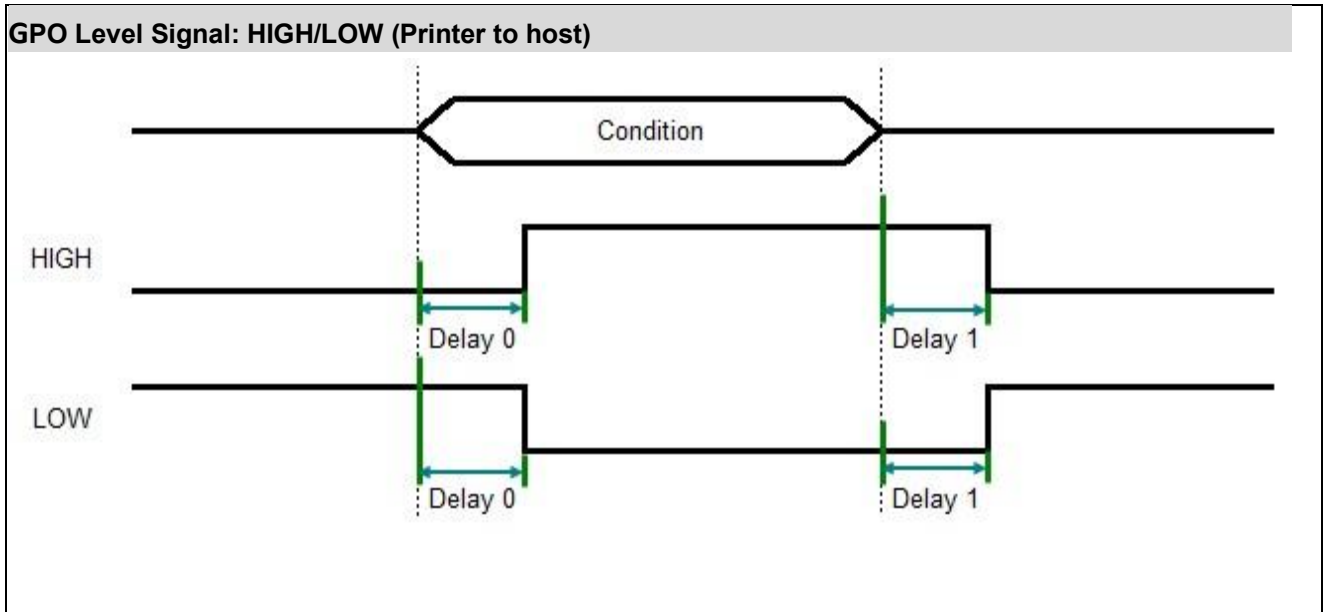 GPO Level Signal: HIGH/LOW (Printer to host)
Condition
HIGH
Delay 0
Delay 1
LOW
Delay 0
Delay 1